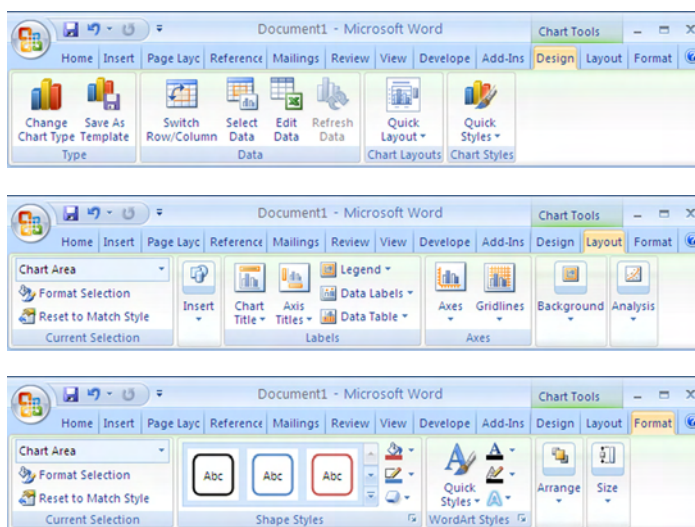 Document1 - Microsoft Word Chart Tools
Home Insert Page Layc Reference Mailings Review View Develope Add-Ins Design Layout Format
Change Chart Type Save As Template Switch Row/Column Select Data Edit Data Refresh Data Quick Layout Quick Styles
Type Data Chart Layouts Chart Styles
Document1 - Microsoft Word Chart Tools
Home Insert Page Layc Reference Mailings Review View Develope Add-Ins Design Layout Format
Chart Area
Format Selection
Reset to Match Style
Current Selection
Insert
Chart Title Axis Titles
Legend
Data Labels
Data Table
Labels
Axes Gridlines
Axes
Background Analysis
Document1 - Microsoft Word Chart Tools
Home Insert Page Layc Reference Mailings Review View Develope Add-Ins Design Layout Format
Chart Area
Format Selection
Reset to Match Style
Current Selection
Abc Abc Abc
Shape Styles
A Quick Styles A A
WordArt Styles
Arrange Size